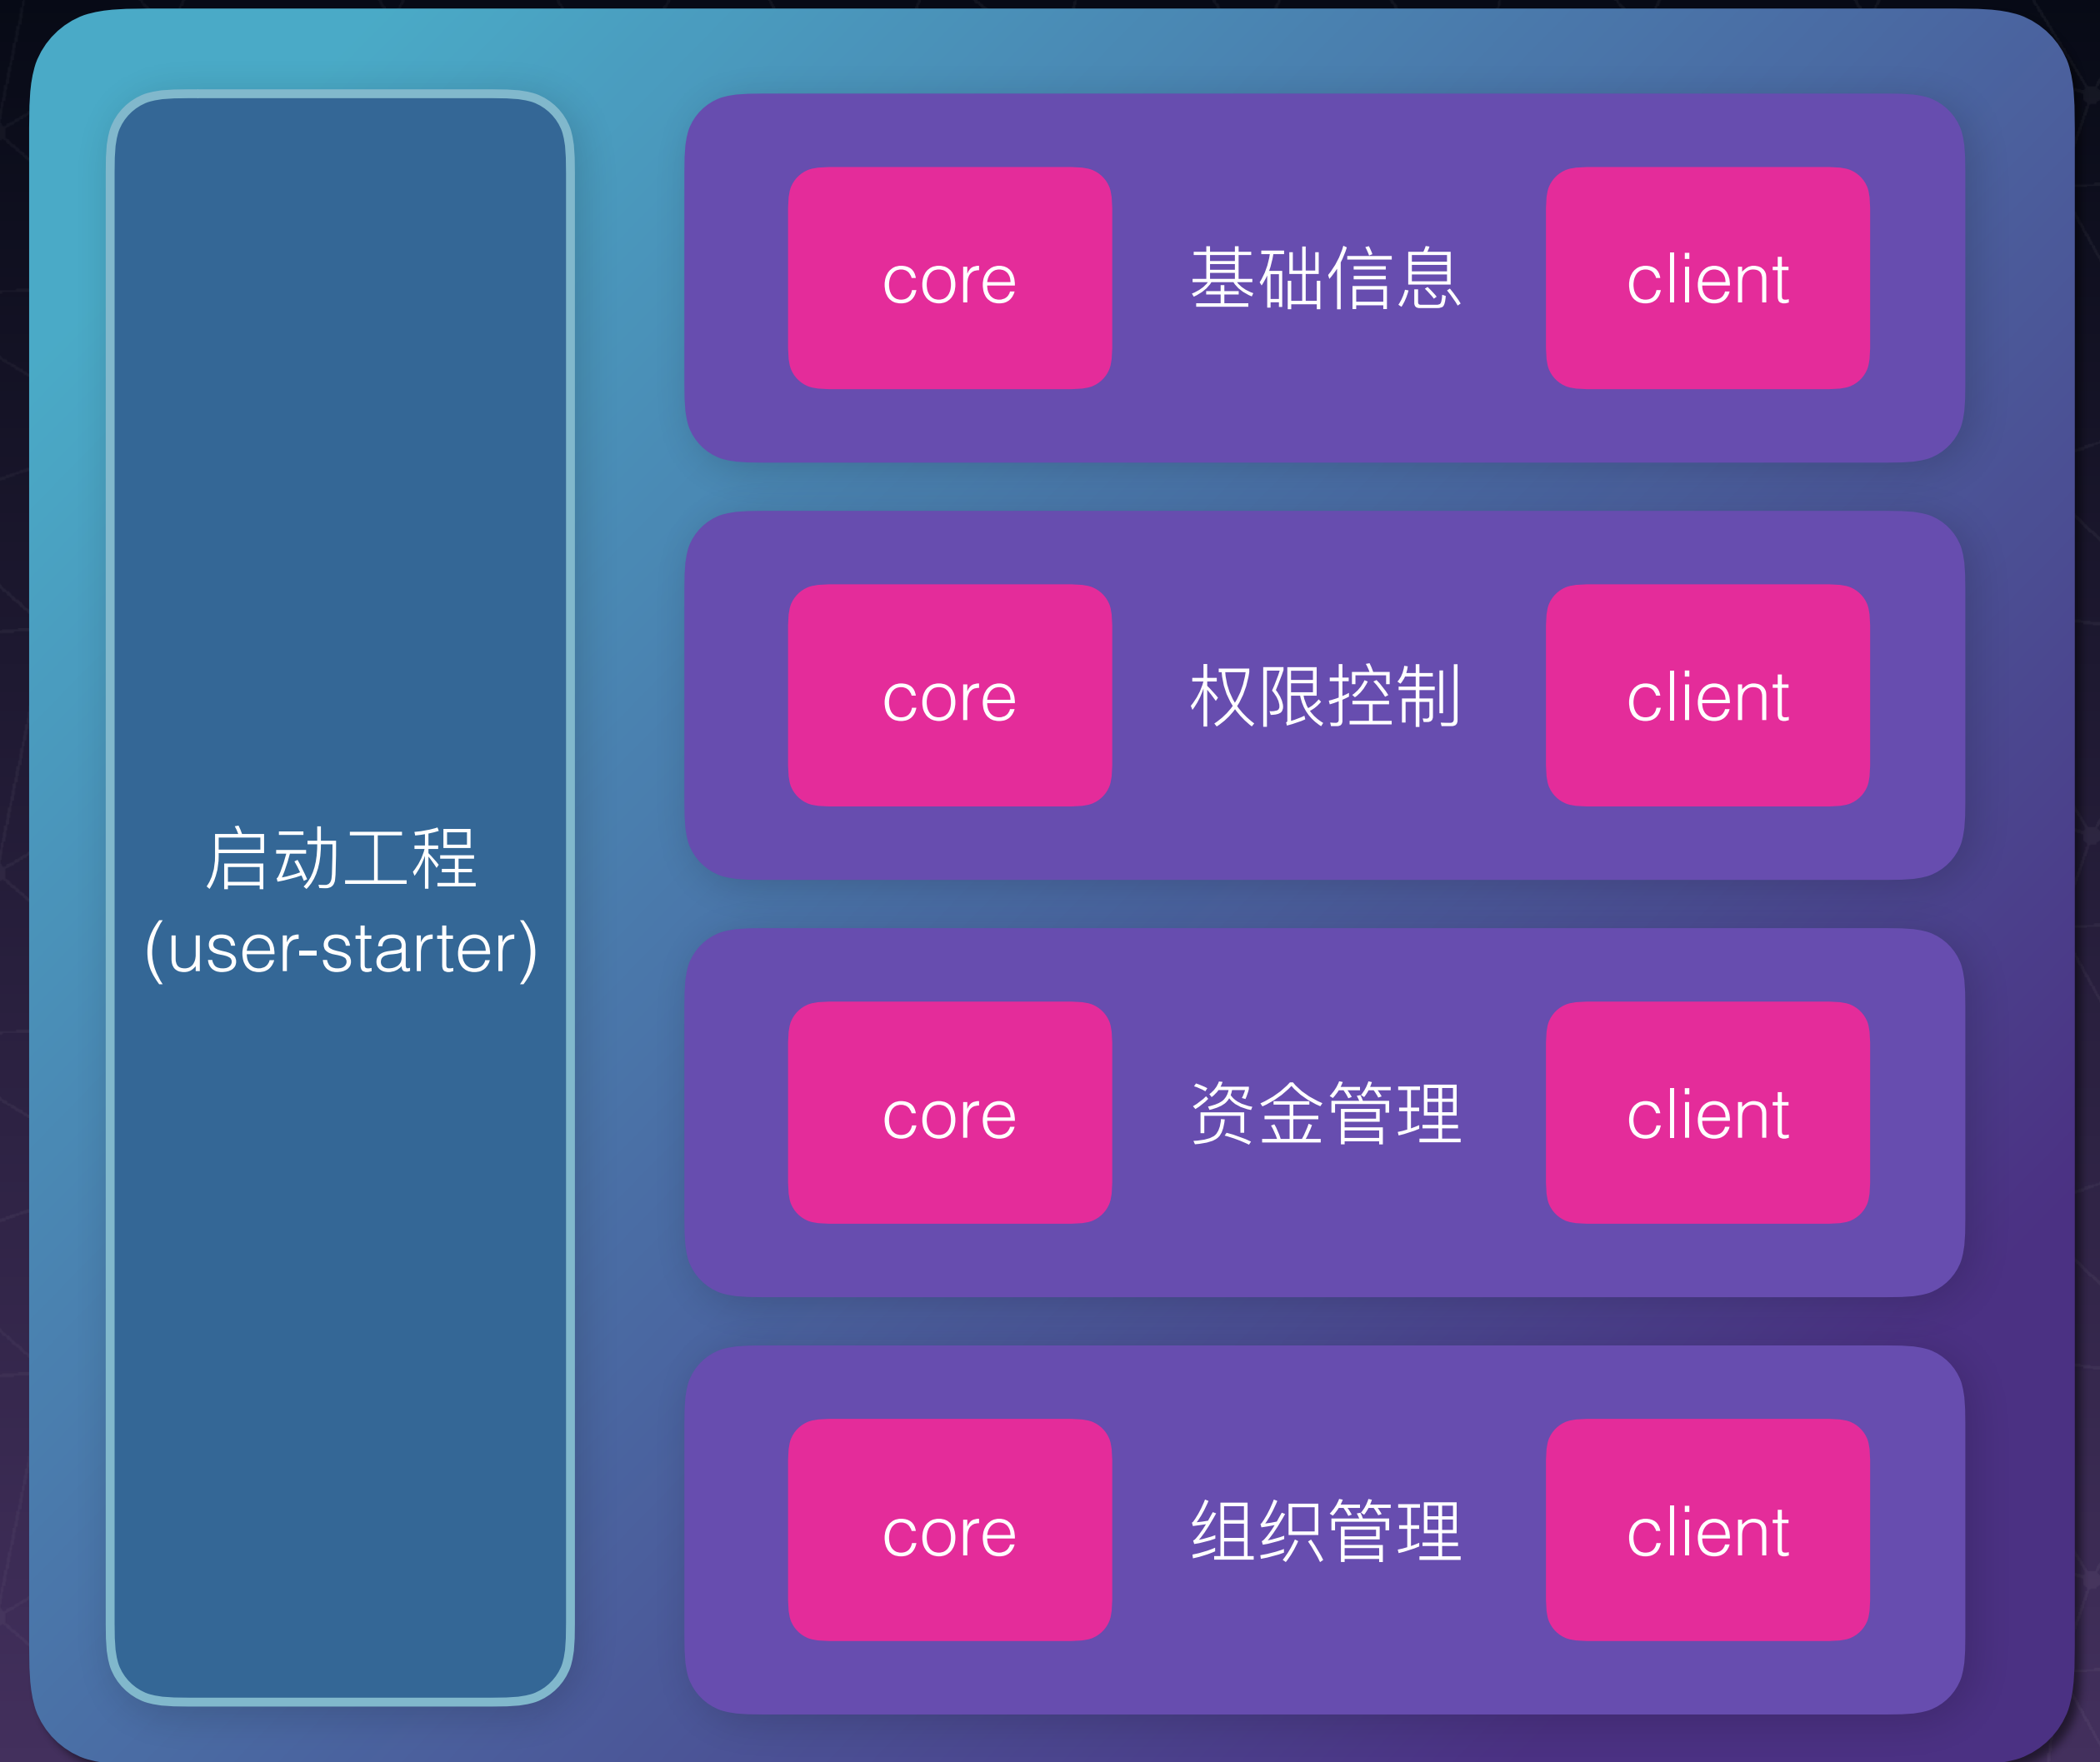 启动工程
(user-starter)
core
基础信息
client
core
权限控制
client
core
资金管理
client
core
组织管理
client